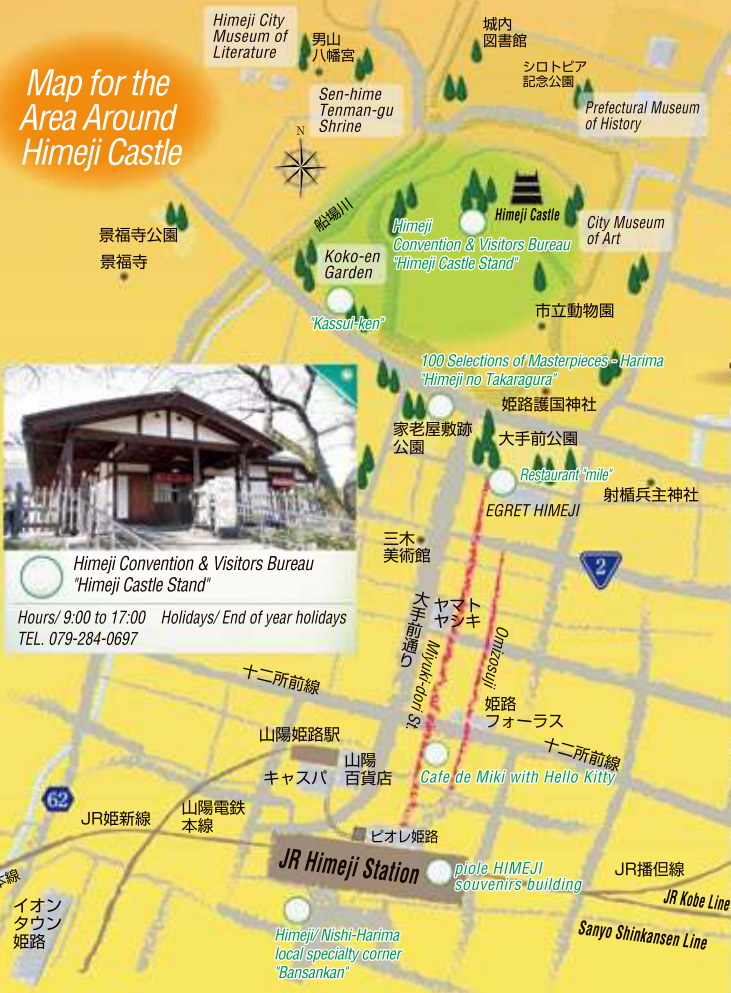 Map for the
Area Around
Himeji Castle
Himeji City
Museum of
Literature
男山
八幡宮
城内
図書館
シロトピア
記念公園
Sen-hime
Tenman-gu
Shrine
Prefectural Museum
of History
N
船場川
Himeji Castle
Himeji
Convention & Visitors Bureau
"Himeji Castle Stand"
City Museum
of Art
景福寺公園
景福寺
Koko-en
Garden
"Kassui-ken"
市立動物園
100 Selections of Masterpieces - Harima
"Himeji no Takaragura"
姫路護国神社
家老屋敷跡
公園
大手前公園
Restaurant "mile"
EGRET HIMEJI
射楯兵主神社
三木
美術館
2
Himeji Convention & Visitors Bureau
"Himeji Castle Stand"
Hours/ 9:00 to 17:00 Holidays/ End of year holidays
TEL. 079-284-0697
大手前通り
ヤマト
ヤシキ
Miyuki-dori St.
Omizosuji
十二所前線
姫路
フォーラス
十二所前線
山陽姫路駅
山陽
百貨店
キャスパ
Cafe de Miki with Hello Kitty
62
JR姫新線
山陽電鉄
本線
ピオレ姫路
JR Himeji Station
piole HIMEJI
souvenirs building
JR播但線
JR Kobe Line
Sanyo Shinkansen Line
本線
イオン
タウン
姫路
Himeji/ Nishi-Harima
local specialty corner
"Bansankan"